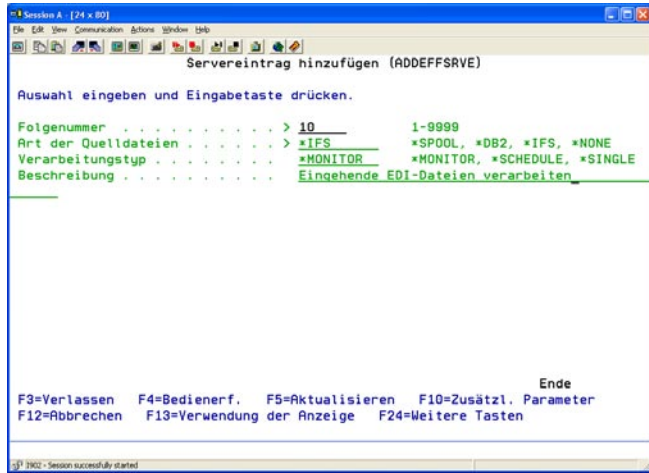 Session A - [24 x 80]
File Edit View Communication Actions Window Help
Servereintrag hinzufügen (ADDEFFSRVE)
Auswahl eingeben und Eingabetaste drücken.
Folgenummer . . . . . . . . . . > 10 1-9999
Art der Quelldateien . . . . . . > *IFS *SPOOL, *DB2, *IFS, *NONE
Verarbeitungstyp . . . . . . . . *MONITOR *MONITOR, *SCHEDULE, *SINGLE
Beschreibung . . . . . . . . . . Eingehende EDI-Dateien verarbeiten
Ende
F3=Verlassen F4=Bedienerf. F5=Aktualisieren F10=Zusätzl. Parameter
F12=Abbrechen F13=Verwendung der Anzeige F24=Weitere Tasten
3902 - Session successfully started